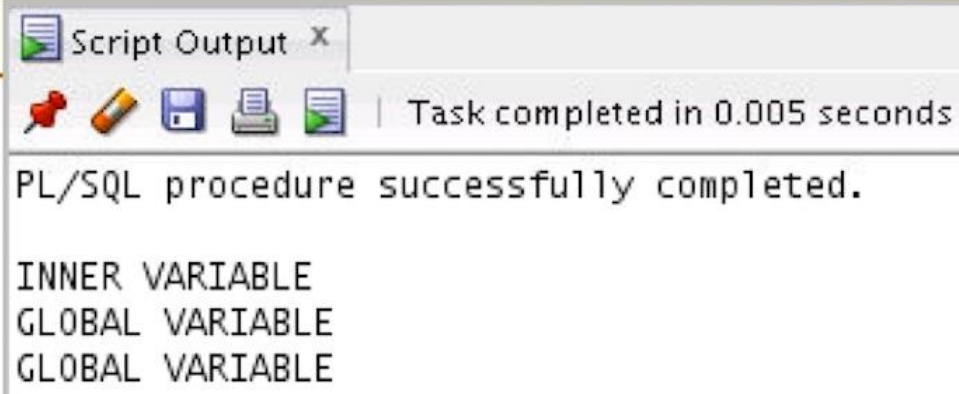 Script Output x
Task completed in 0.005 seconds
PL/SQL procedure successfully completed.
INNER VARIABLE
GLOBAL VARIABLE
GLOBAL VARIABLE